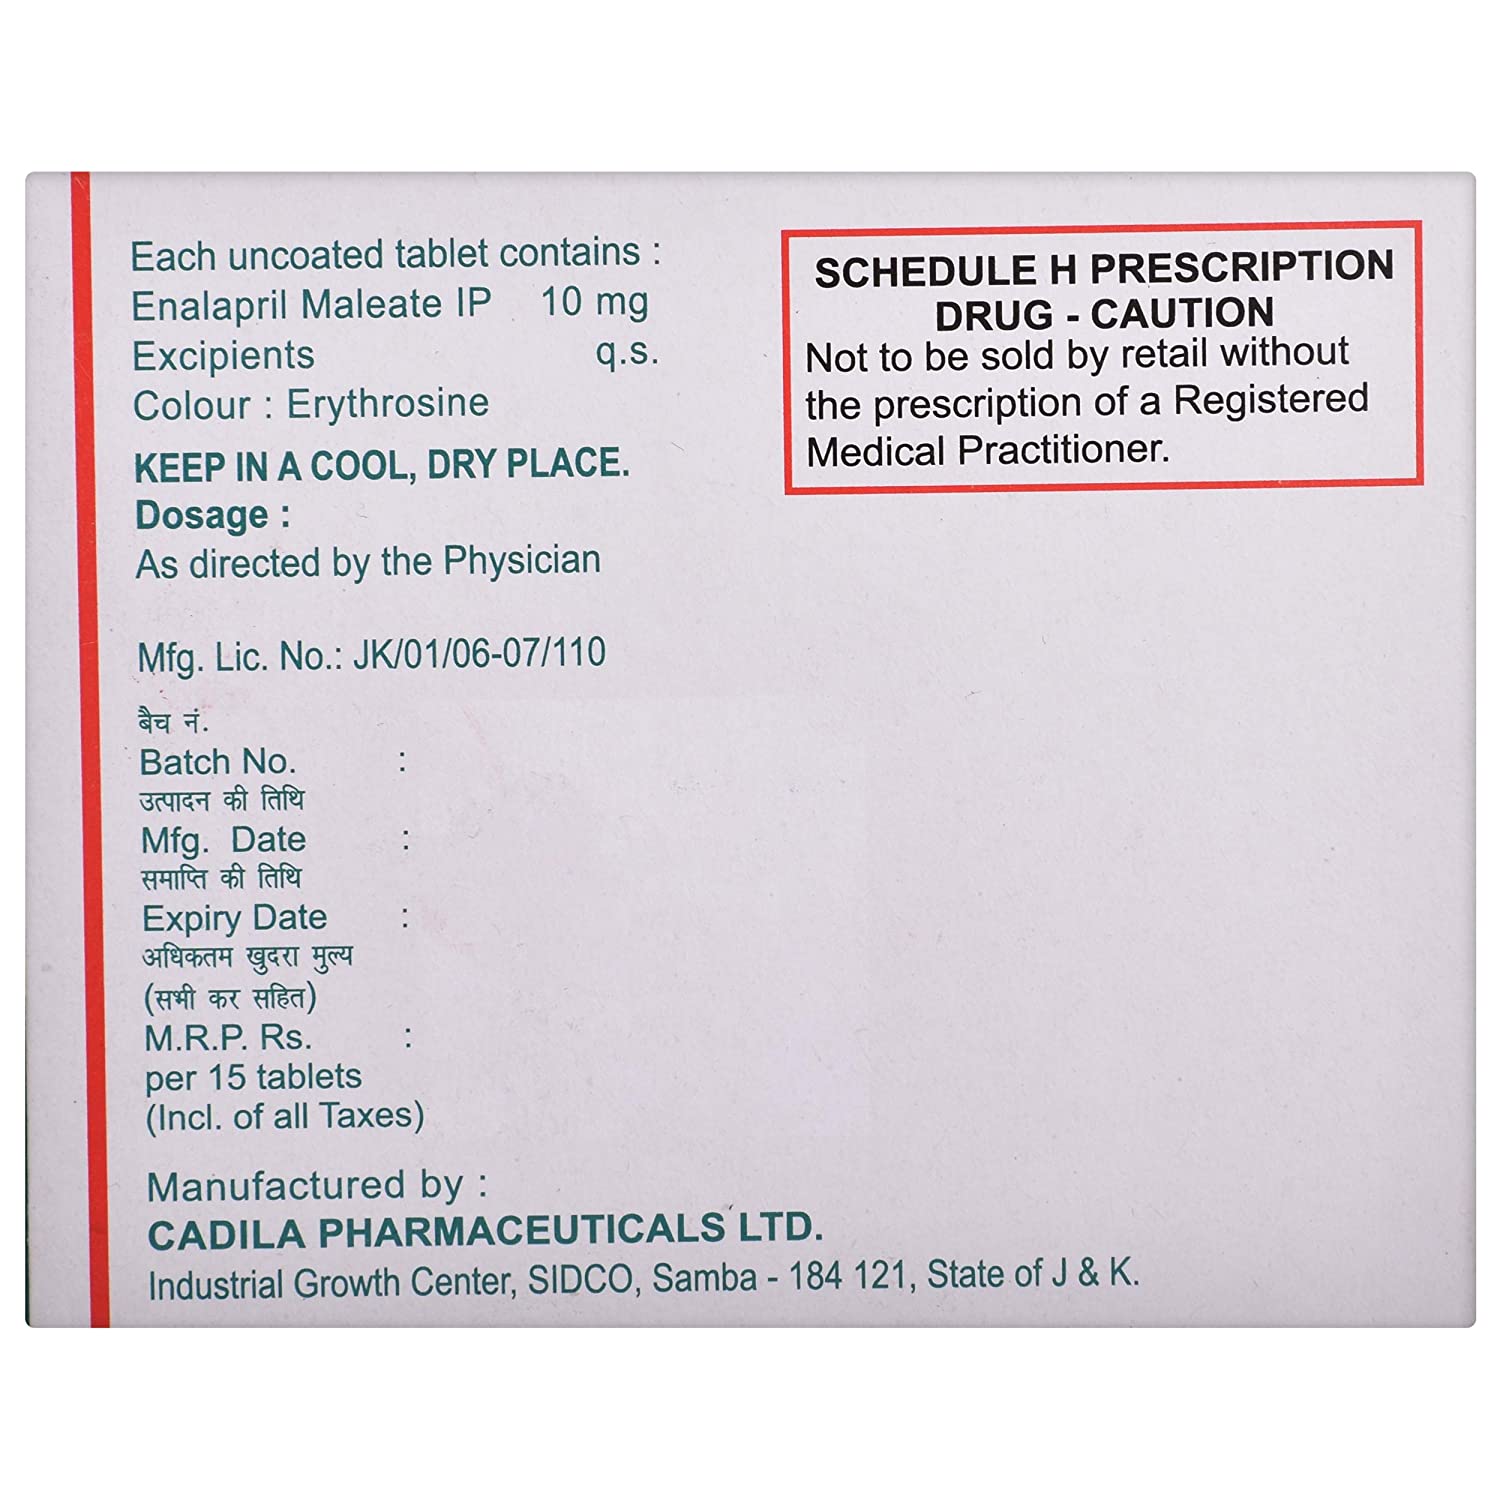 Each uncoated tablet contains :
Enalapril Maleate IP 10 mg
Excipients q.s.
Colour : Erythrosine
KEEP IN A COOL, DRY PLACE.
Dosage :
As directed by the Physician
SCHEDULE H PRESCRIPTION
DRUG - CAUTION
Not to be sold by retail without
the prescription of a Registered
Medical Practitioner.
Mfg. Lic. No.: JK/01/06-07/110
बैच नं.
Batch No. :
उत्पादन की तिथि
Mfg. Date :
समाप्ति की तिथि
Expiry Date :
अधिकतम खुदरा मुल्य
(सभी कर सहित)
M.R.P. Rs. :
per 15 tablets
(Incl. of all Taxes)
Manufactured by :
CADILA PHARMACEUTICALS LTD.
Industrial Growth Center, SIDCO, Samba - 184 121, State of J & K.